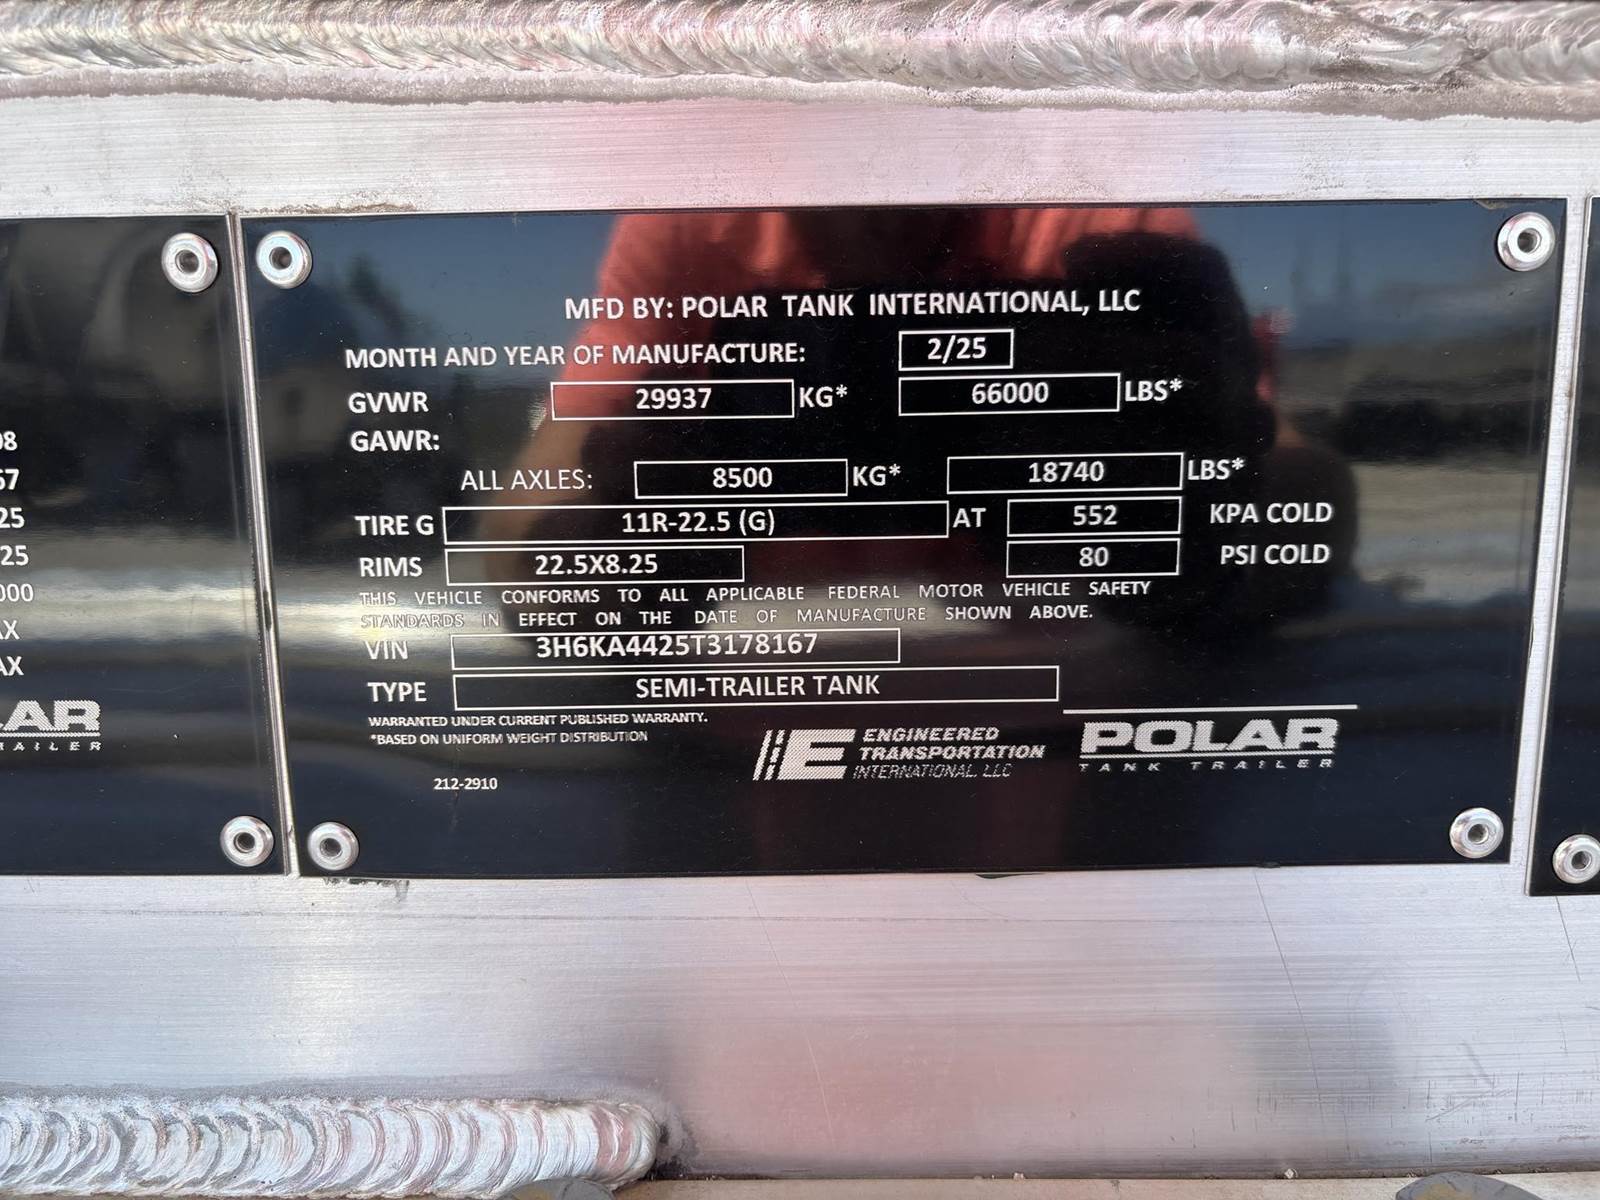 MFD BY: POLAR TANK INTERNATIONAL, LLC
MONTH AND YEAR OF MANUFACTURE: 2/25
GVWR 29937 KG* 66000 LBS*
GAWR:
ALL AXLES: 8500 KG* 18740 LBS*
TIRE G 11R-22.5 (G) AT 552 KPA COLD
RIMS 22.5X8.25 80 PSI COLD
THIS VEHICLE CONFORMS TO ALL APPLICABLE FEDERAL MOTOR VEHICLE SAFETY
STANDARDS IN EFFECT ON THE DATE OF MANUFACTURE SHOWN ABOVE.
VIN 3H6KA4425T3178167
TYPE SEMI-TRAILER TANK
WARRANTED UNDER CURRENT PUBLISHED WARRANTY.
*BASED ON UNIFORM WEIGHT DISTRIBUTION
212-2910
E ENGINEERED
TRANSPORTATION
INTERNATIONAL, LLC
POLAR
TANK TRAILER